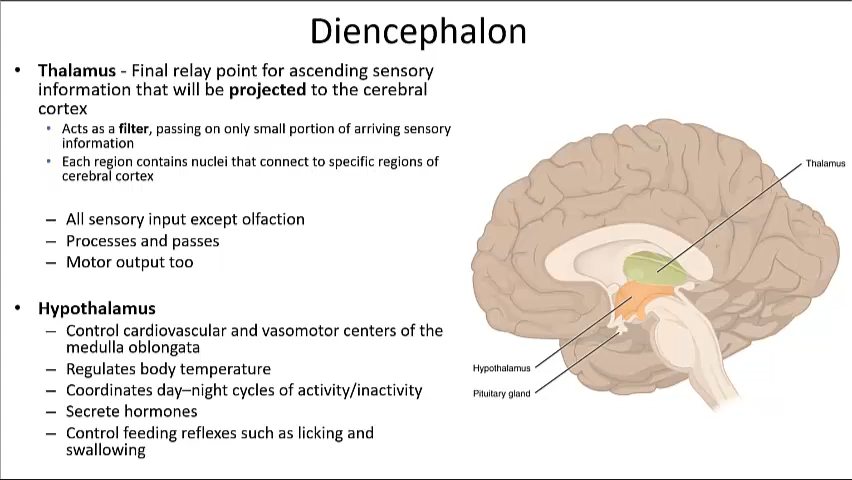 Diencephalon
• Thalamus - Final relay point for ascending sensory
information that will be projected to the cerebral
cortex
• Acts as a filter, passing on only small portion of arriving sensory
information
• Each region contains nuclei that connect to specific regions of
cerebral cortex
– All sensory input except olfaction
– Processes and passes
– Motor output too
• Hypothalamus
– Control cardiovascular and vasomotor centers of the
medulla oblongata
– Regulates body temperature
– Coordinates day–night cycles of activity/inactivity
– Secrete hormones
– Control feeding reflexes such as licking and
swallowing
Thalamus
Hypothalamus
Pituitary gland